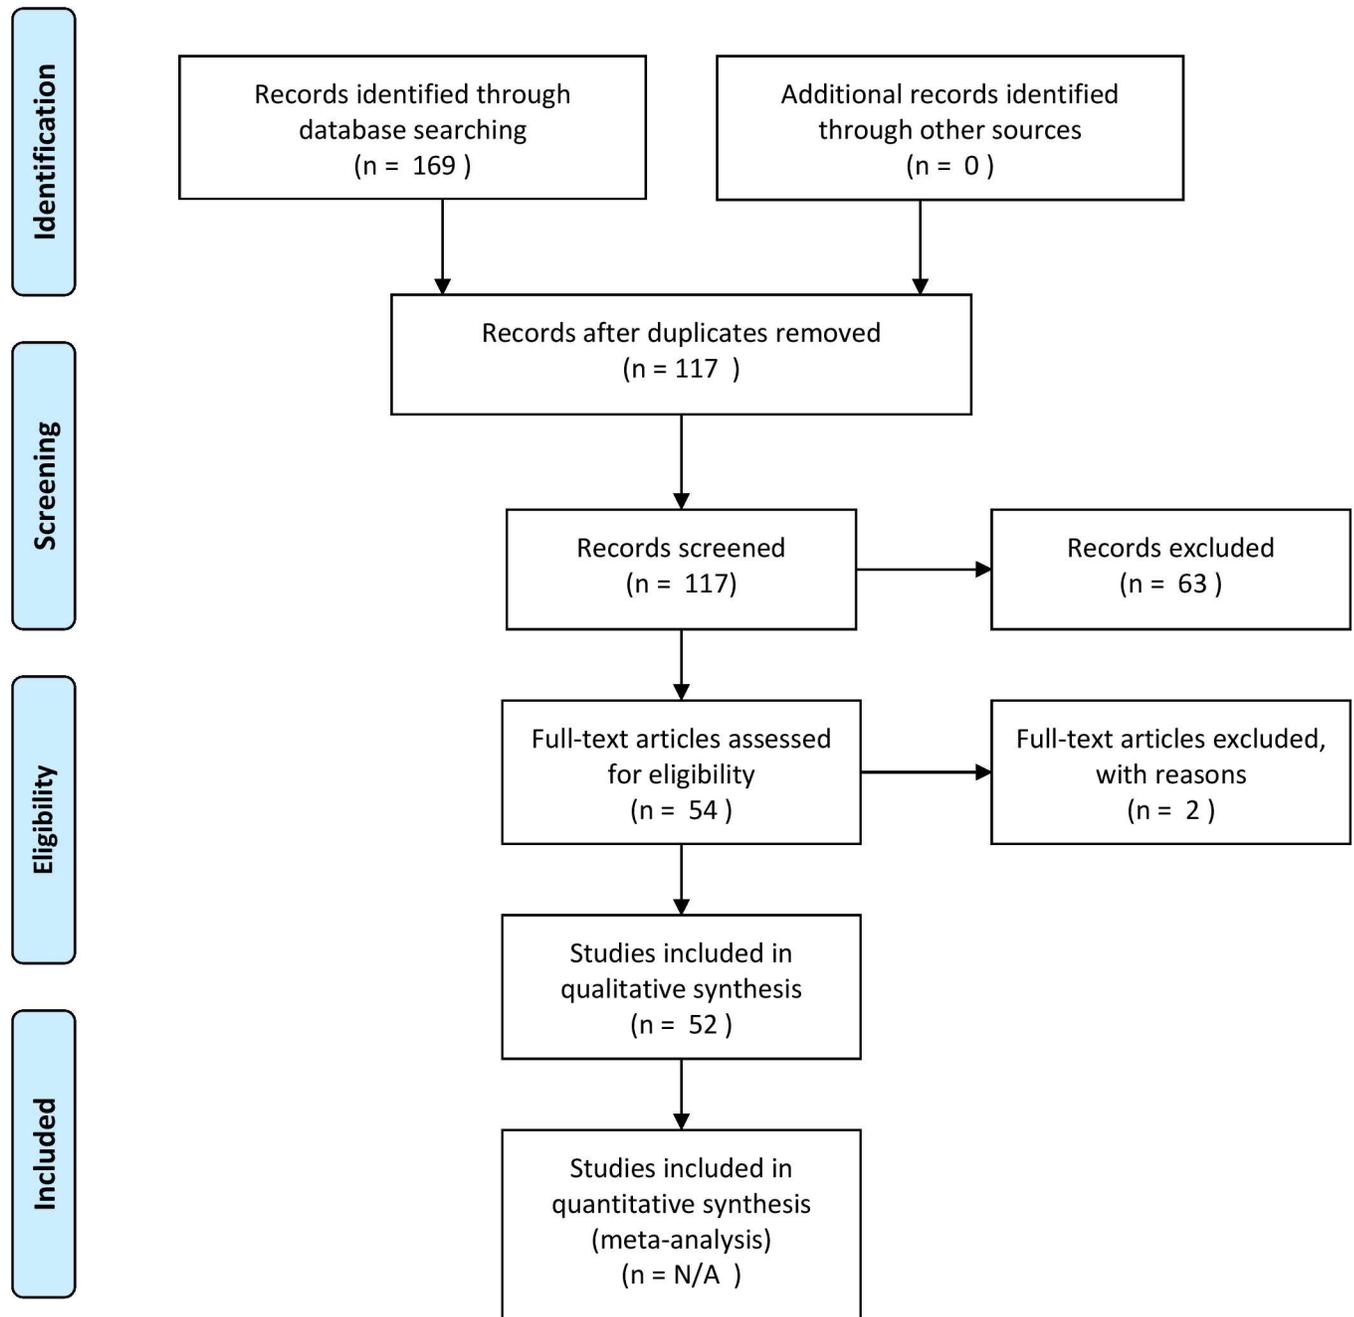 Identification
Records identified through
database searching
(n =  169 )
Additional records identified
through other sources
(n =  0 )
Records after duplicates removed
(n = 117  )
Screening
Records screened
(n =  117)
Records excluded
(n =  63 )
Eligibility
Full-text articles assessed
for eligibility
(n =  54 )
Full-text articles excluded,
with reasons
(n =  2 )
Studies included in
qualitative synthesis
(n =  52 )
Included
Studies included in
quantitative synthesis
(meta-analysis)
(n = N/A  )